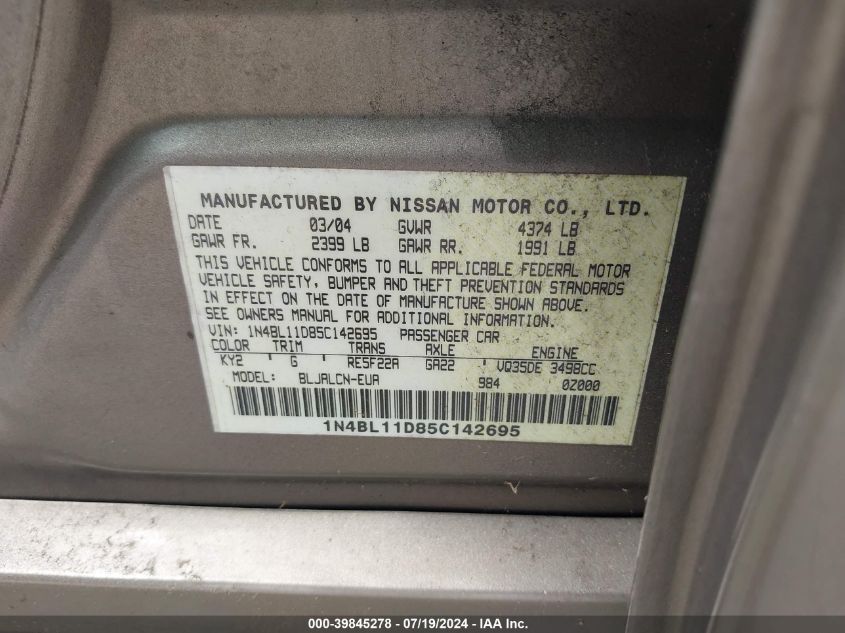 MANUFACTURED BY NISSAN MOTOR CO., LTD.
DATE 03/04 GVWR 4374 LB
GAWR FR. 2399 LB GAWR RR. 1991 LB
THIS VEHICLE CONFORMS TO ALL APPLICABLE FEDERAL MOTOR
VEHICLE SAFETY, BUMPER AND THEFT PREVENTION STANDARDS
IN EFFECT ON THE DATE OF MANUFACTURE SHOWN ABOVE.
SEE OWNERS MANUAL FOR ADDITIONAL INFORMATION.
VIN: 1N4BL11D85C142695 PASSENGER CAR
COLOR TRIM TRANS AXLE ENGINE
KY2 ' G ' RE5F22A GA22 ' VQ35DE 3498CC
MODEL: BLJALCN-EUA 984 0Z000
1N4BL11D85C142695
000-39845278 - 07/19/2024 - IAA Inc.